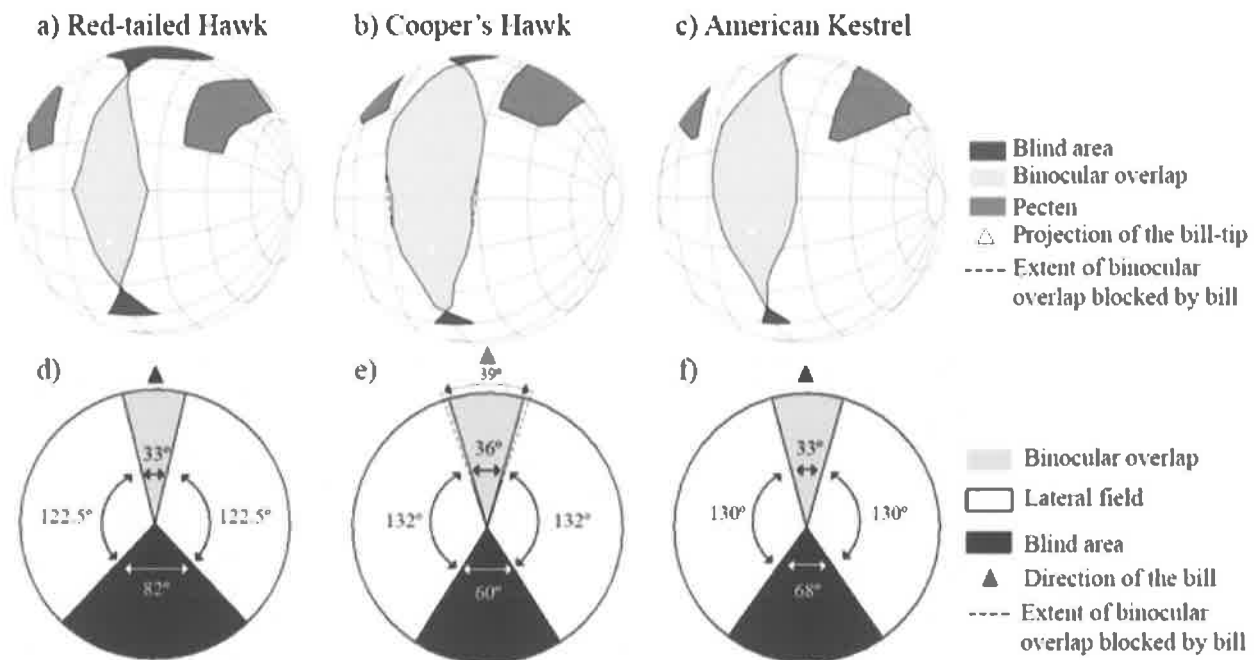 a) Red-tailed Hawk
b) Cooper's Hawk
c) American Kestrel
Blind area
Binocular overlap
Pecten
Projection of the bill-tip
Extent of binocular
overlap blocked by bill
d)
33°
122.5°
122.5°
82°
e)
39°
36°
132°
132°
60°
f)
33°
130°
130°
68°
Binocular overlap
Lateral field
Blind area
Direction of the bill
Extent of binocular
overlap blocked by bill